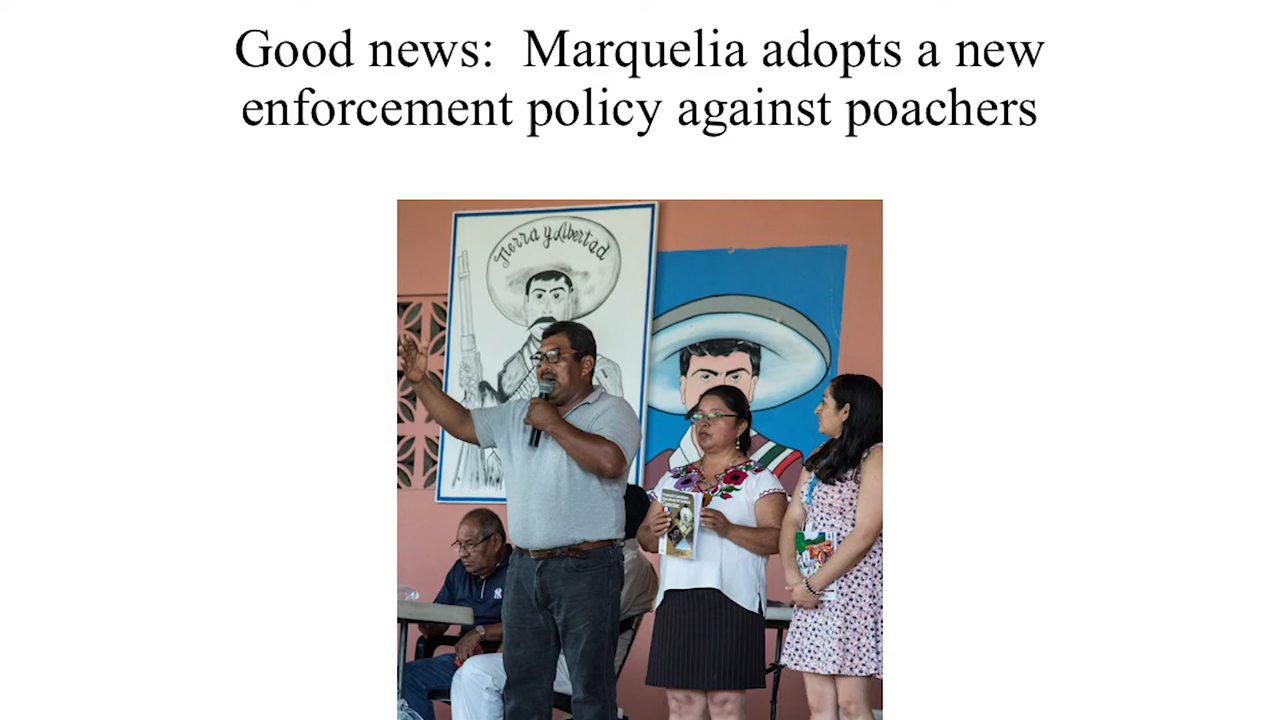 Good news:  Marquelia adopts a new
enforcement policy against poachers
Tierra y Libertad